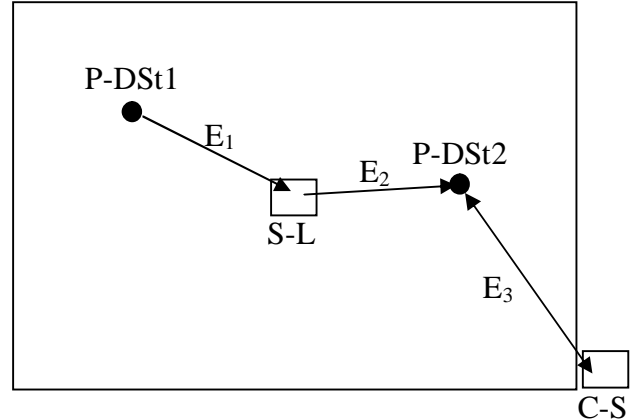 P-DSt1
E₁
P-DSt2
E₂
S-L
E₃
C-S